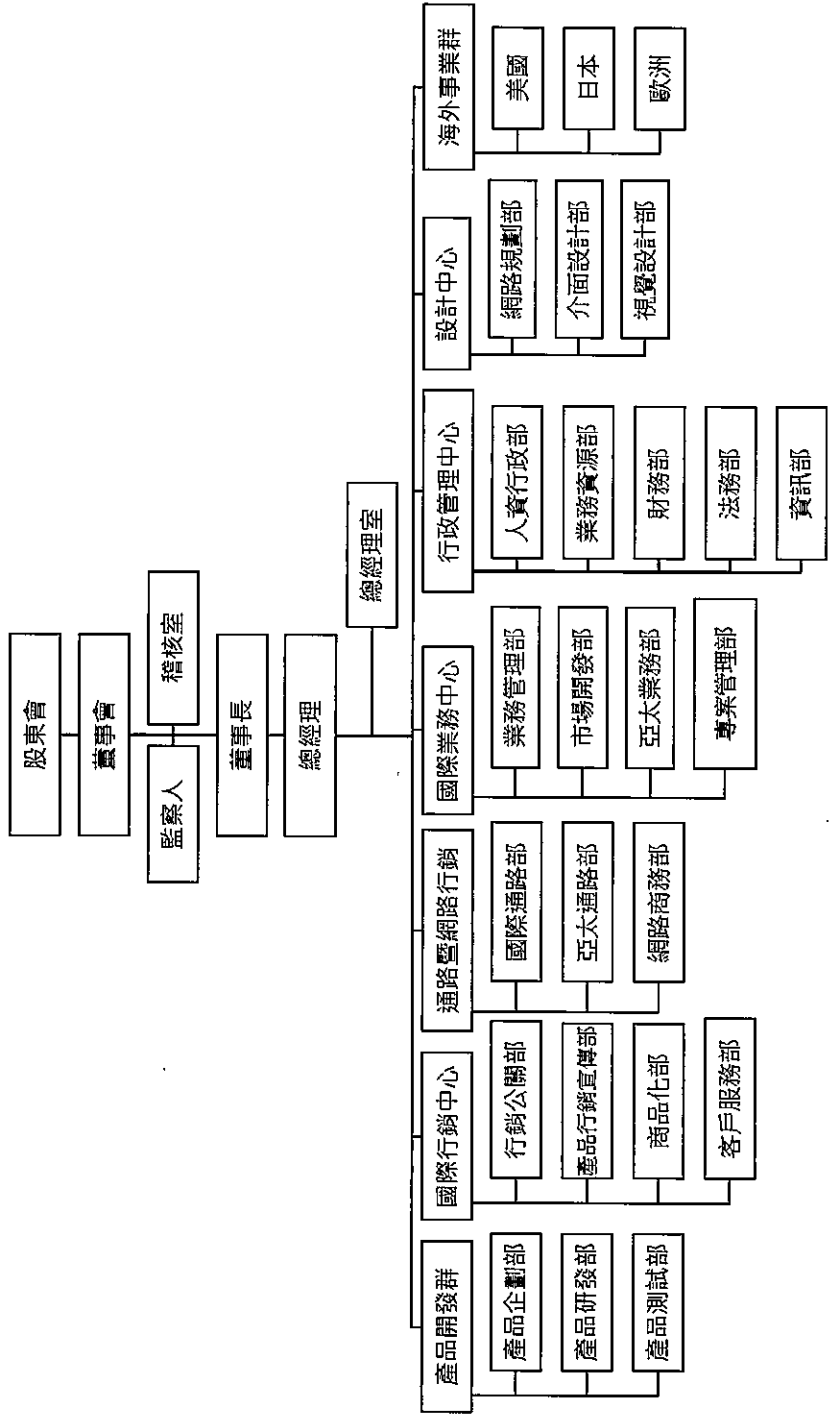 股東會
董事會
監察人
稽核室
董事長
總經理
總經理室
產品開發群
產品企劃部
產品研發部
產品測試部
國際行銷中心
行銷公關部
產品行銷宣傳部
商品化部
客戶服務部
通路暨網路行銷
國際通路部
亞太通路部
網路商務部
國際業務中心
業務管理部
市場開發部
亞太業務部
專案管理部
行政管理中心
人資行政部
業務資源部
財務部
法務部
資訊部
設計中心
網路規劃部
介面設計部
視覺設計部
海外事業群
美國
日本
歐洲